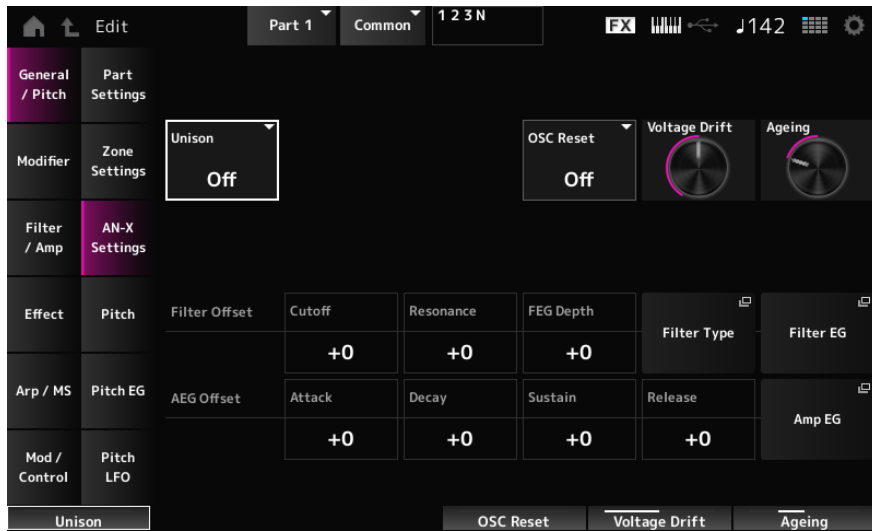 Edit
Part 1
Common
1 2 3 N
FX
♩142
General / Pitch
Part Settings
Modifier
Zone Settings
Filter / Amp
AN-X Settings
Effect
Pitch
Arp / MS
Pitch EG
Mod / Control
Pitch LFO
Unison
Off
OSC Reset
Off
Voltage Drift
Ageing
Filter Offset
Cutoff
+0
Resonance
+0
FEG Depth
+0
Filter Type
Filter EG
AEG Offset
Attack
+0
Decay
+0
Sustain
+0
Release
+0
Amp EG
Unison
OSC Reset
Voltage Drift
Ageing